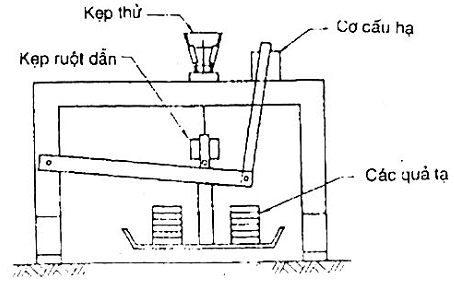 Kẹp thử
Cơ cấu hạ
Kẹp ruột dẫn
Các quả tạ